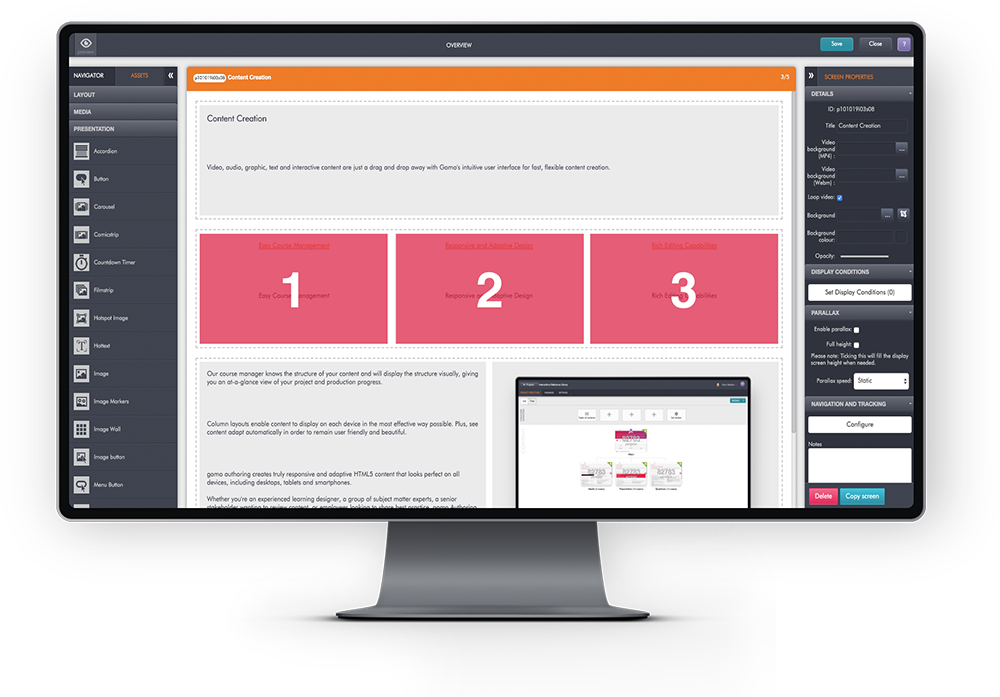 OVERVIEW
Save
Close
?
NAVIGATOR
ASSETS
«
LAYOUT
MEDIA
PRESENTATION
Accordion
Button
Carousel
Comicstrip
Countdown Timer
Filmstrip
Hotspot Image
Hottext
Image
Image Markers
Image Wall
Image button
Menu Button
p101019i03s08 Content Creation
3/5
Content Creation
Video, audio, graphic, text and interactive content are just a drag and drop away with Gomo's intuitive user interface for fast, flexible content creation.
Easy Course Management
1
Easy Course Management
Responsive and Adaptive Design
2
Responsive and Adaptive Design
Rich Editing Capabilities
3
Rich Editing Capabilities
Our course manager knows the structure of your content and will display the structure visually, giving
you an at-a-glance view of your project and production progress.
Column layouts enable content to display on each device in the most effective way possible. Plus, see
content adapt automatically in order to remain user friendly and beautiful.
gomo authoring creates truly responsive and adaptive HTML5 content that looks perfect on all
devices, including desktops, tablets and smartphones.
Whether you're an experienced learning designer, a group of subject matter experts, a senior
stakeholder wanting to review content, or employees looking to share best practice, gomo Authoring
82783
82783
82783
82783
» SCREEN PROPERTIES
DETAILS
ID: p101019i03s08
Title Content Creation
Video
background
(MP4) :
...
Video
background
(Webm) :
...
Loop video:
Background
...
Background
colour:
Opacity:
DISPLAY CONDITIONS
Set Display Conditions (0)
PARALLAX
Enable parallax:
Full height:
Please note: Ticking this will fill the display
screen height when needed.
Parallax speed: Static
NAVIGATION AND TRACKING
Configure
Notes
Delete
Copy screen